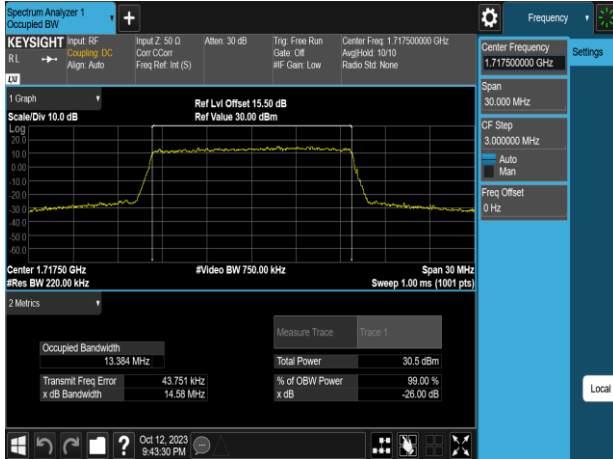 Spectrum Analyzer 1
Occupied BW
+
Frequency
KEYSIGHT
RL
LXI
Input: RF
Coupling: DC
Align: Auto
Input Z: 50 Ω
Corr CCorr
Freq Ref: Int (S)
Atten: 30 dB
Trig: Free Run
Gate: Off
#IF Gain: Low
Center Freq: 1.717500000 GHz
Avg|Hold: 10/10
Radio Std: None
Center Frequency
1.717500000 GHz
Settings
Span
30.000 MHz
CF Step
3.000000 MHz
Auto
Man
Freq Offset
0 Hz
Local
1 Graph
Scale/Div 10.0 dB
Ref Lvl Offset 15.50 dB
Ref Value 30.00 dBm
Log
20.0
10.0
0.00
-10.0
-20.0
-30.0
-40.0
-50.0
-60.0
Center 1.71750 GHz
#Res BW 220.00 kHz
#Video BW 750.00 kHz
Span 30 MHz
Sweep 1.00 ms (1001 pts)
2 Metrics
Measure Trace
Trace 1
Occupied Bandwidth
13.384 MHz
Total Power
30.5 dBm
Transmit Freq Error
43.751 kHz
% of OBW Power
99.00 %
x dB Bandwidth
14.58 MHz
x dB
-26.00 dB
?
Oct 12, 2023
9:43:30 PM